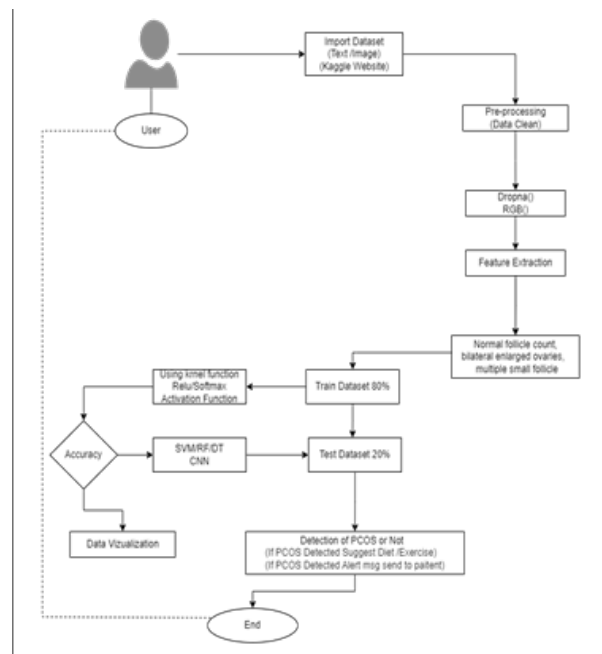 Import Dataset
(Text /Image)
(Kaggle Website)
User
Pre-processing
(Data Clean)
Dropna()
RGB()
Feature Extraction
Normal follicle count,
bilateral enlarged ovaries,
multiple small follicle
Train Dataset 80%
Using krnel function
Relu/Softmax
Activation Function
Accuracy
SVM/RF/DT
CNN
Test Dataset 20%
Data Vizualization
Detection of PCOS or Not
(If PCOS Detected Suggest Diet /Exercise)
(If PCOS Detected Alert msg send to paitent)
End